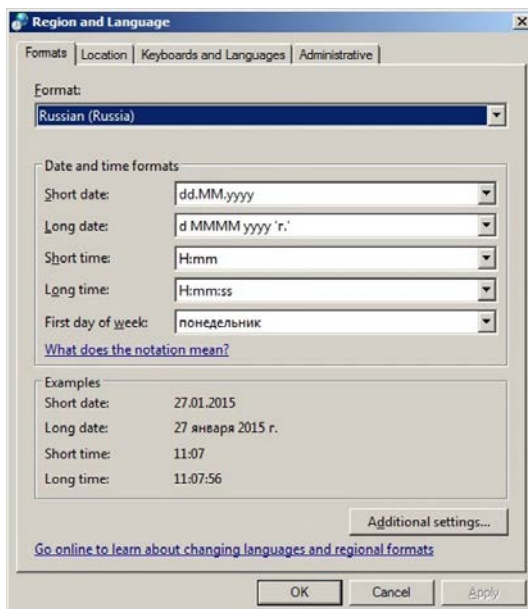 Region and Language
Formats Location Keyboards and Languages Administrative
Format:
Russian (Russia)
Date and time formats
Short date: dd.MM.yyyy
Long date: d MMMM yyyy 'г.'
Short time: H:mm
Long time: H:mm:ss
First day of week: понедельник
What does the notation mean?
Examples
Short date: 27.01.2015
Long date: 27 января 2015 г.
Short time: 11:07
Long time: 11:07:56
Additional settings...
Go online to learn about changing languages and regional formats
OK Cancel Apply